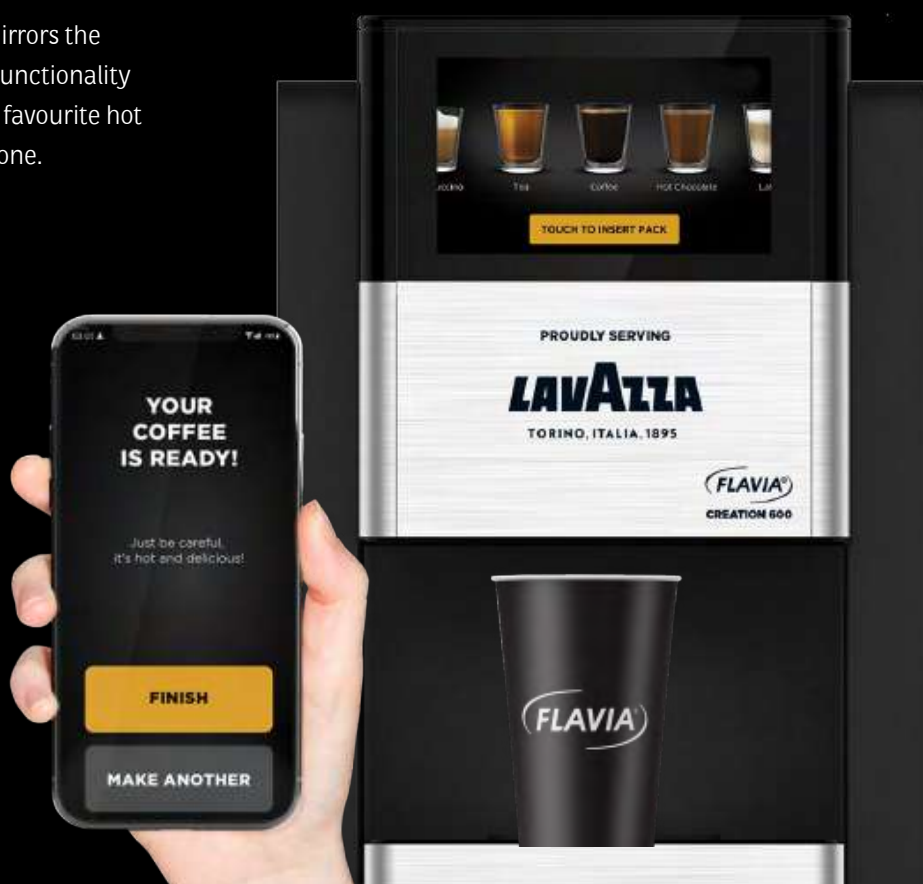 irrors the
unctionality
favourite hot
one.
uccino
Tea
Coffee
Hot Chocolate
Lat
TOUCH TO INSERT PACK
PROUDLY SERVING
LAVAZZA
TORINO, ITALIA, 1895
FLAVIA®
CREATION 600
YOUR
COFFEE
IS READY!
Just be careful,
it's hot and delicious!
FINISH
MAKE ANOTHER
FLAVIA®